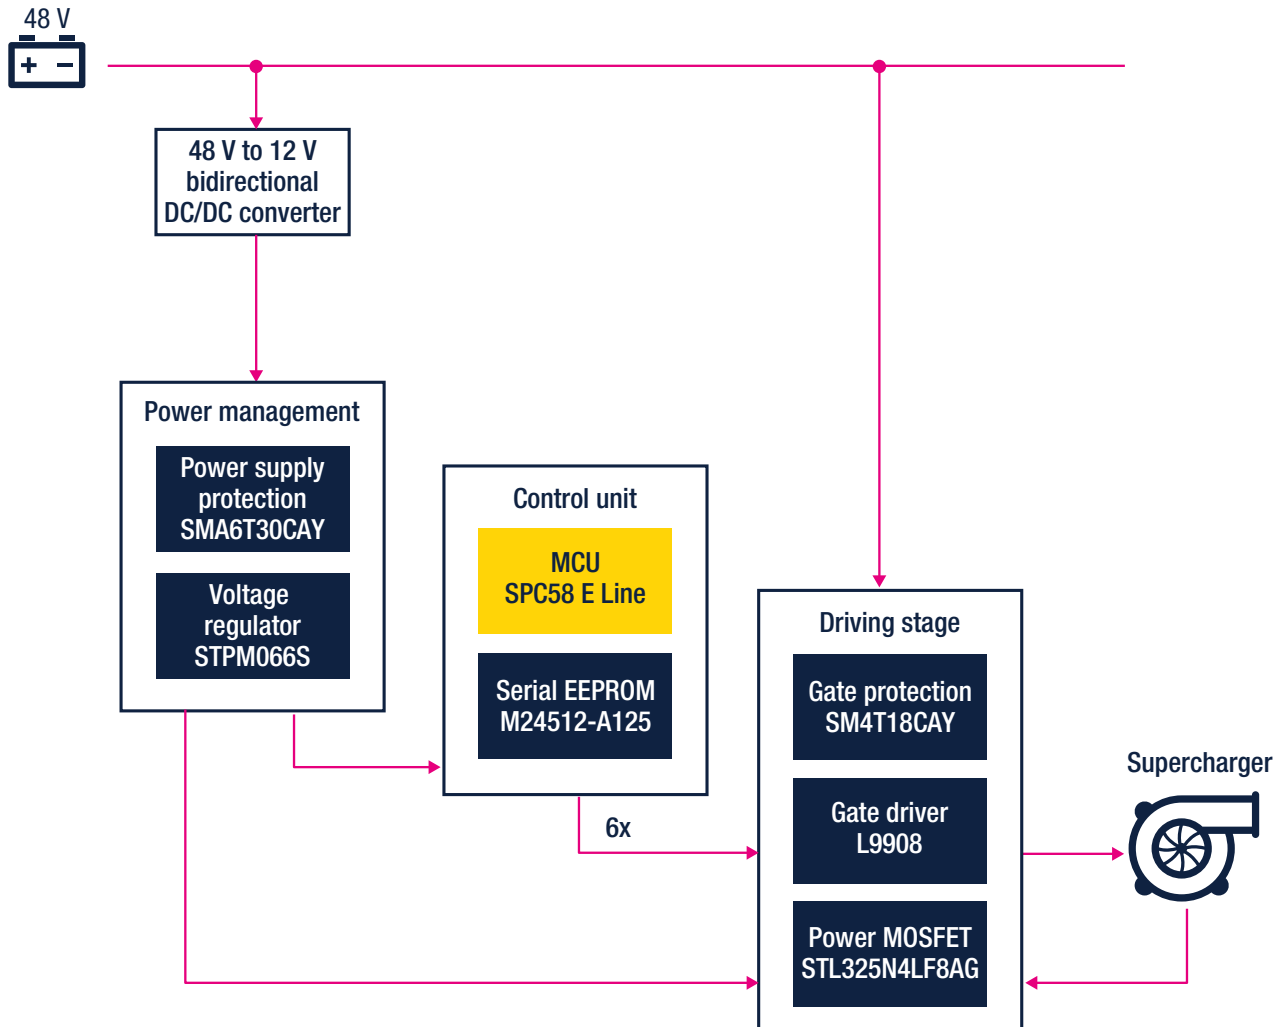 48 V
48 V to 12 V
bidirectional
DC/DC converter
Power management
Power supply
protection
SMA6T30CAY
Voltage
regulator
STPM066S
Control unit
MCU
SPC58 E Line
Serial EEPROM
M24512-A125
6x
Driving stage
Gate protection
SM4T18CAY
Gate driver
L9908
Power MOSFET
STL325N4LF8AG
Supercharger